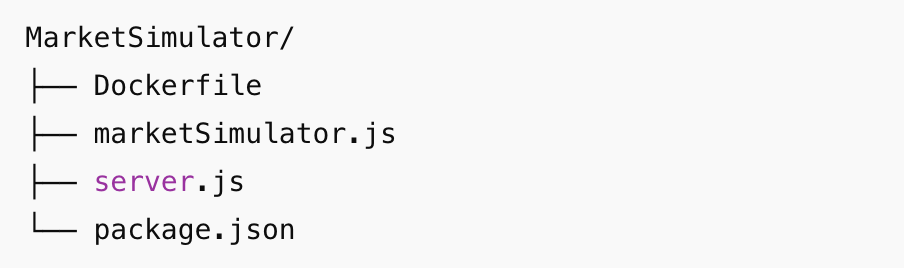 MarketSimulator/
├── Dockerfile
├── marketSimulator.js
├── server.js
└── package.json